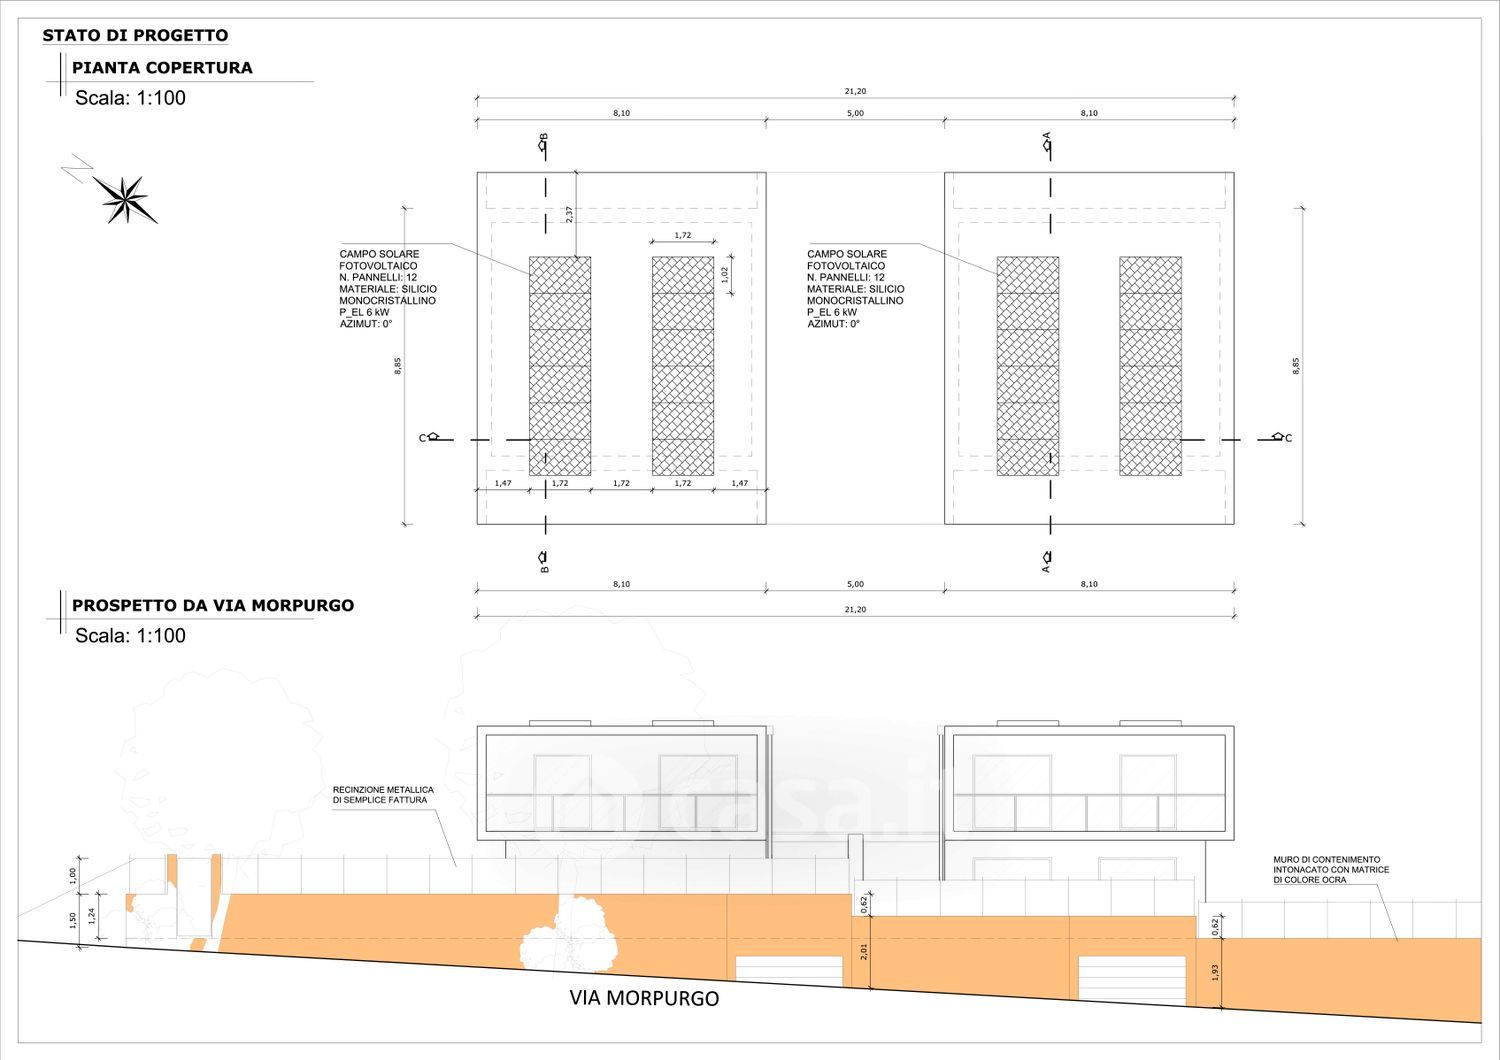 STATO DI PROGETTO
PIANTA COPERTURA
Scala: 1:100
21,20
8,10
5,00
8,10
B
A
2,37
1,72
1,02
CAMPO SOLARE
FOTOVOLTAICO
N. PANNELLI: 12
MATERIALE: SILICIO
MONOCRISTALLINO
P_EL 6 kW
AZIMUT: 0°
CAMPO SOLARE
FOTOVOLTAICO
N. PANNELLI: 12
MATERIALE: SILICIO
MONOCRISTALLINO
P_EL 6 kW
AZIMUT: 0°
8,85
8,85
C
C
1,47
1,72
1,72
1,72
1,47
B
A
8,10
5,00
8,10
21,20
PROSPETTO DA VIA MORPURGO
Scala: 1:100
casa.it
RECINZIONE METALLICA
DI SEMPLICE FATTURA
MURO DI CONTENIMENTO
INTONACATO CON MATRICE
DI COLORE OCRA
1,00
1,50
1,24
0,62
2,01
0,62
1,93
VIA MORPURGO